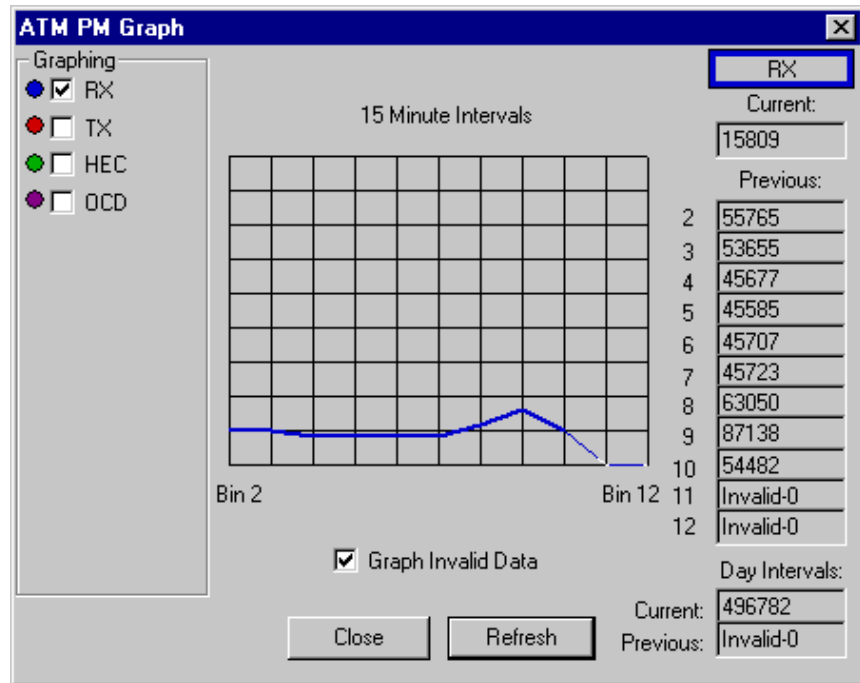 ATM PM Graph
Graphing
RX
TX
HEC
OCD
15 Minute Intervals
Bin 2
Bin 12
Graph Invalid Data
Close
Refresh
RX
Current:
15809
Previous:
2 55765
3 53655
4 45677
5 45585
6 45707
7 45723
8 63050
9 87138
10 54482
11 Invalid-0
12 Invalid-0
Day Intervals:
Current: 496782
Previous: Invalid-0